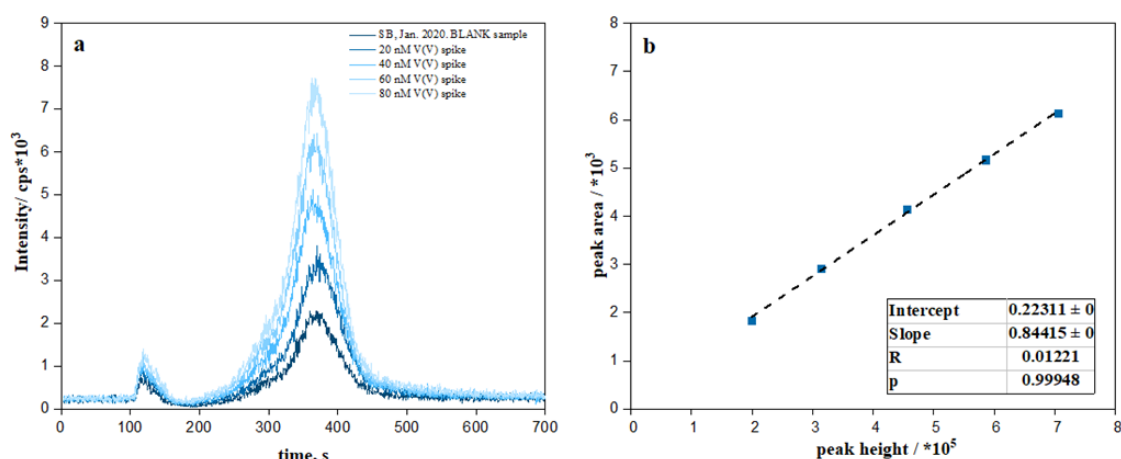 a
SB, Jan. 2020. BLANK sample
20 nM V(V) spike
40 nM V(V) spike
60 nM V(V) spike
80 nM V(V) spike
9
8
7
6
5
4
3
2
1
0
Intensity/ cps*10³
0 100 200 300 400 500 600 700
time, s
b
8
7
6
5
4
3
2
1
0
peak area / *10³
Intercept 0.22311 ± 0
Slope 0.84415 ± 0
R 0.01221
p 0.99948
0 1 2 3 4 5 6 7 8
peak height / *10⁵